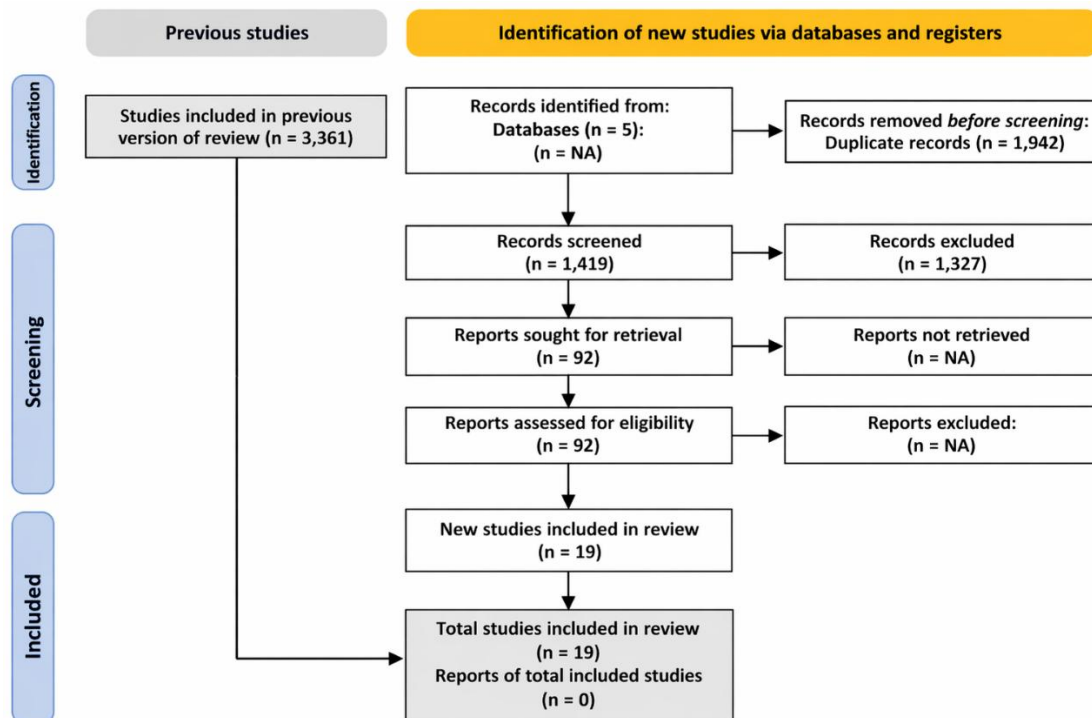 Previous studies
Identification of new studies via databases and registers
Identification
Studies included in previous
version of review (n = 3,361)
Records identified from:
Databases (n = 5):
(n = NA)
Records removed before screening:
Duplicate records (n = 1,942)
Screening
Records screened
(n = 1,419)
Records excluded
(n = 1,327)
Reports sought for retrieval
(n = 92)
Reports not retrieved
(n = NA)
Reports assessed for eligibility
(n = 92)
Reports excluded:
(n = NA)
Included
New studies included in review
(n = 19)
Total studies included in review
(n = 19)
Reports of total included studies
(n = 0)